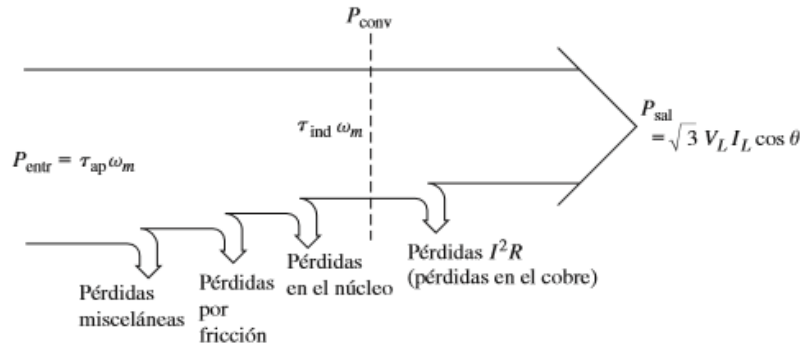 P_conv
τ_ind ω_m
P_sal
= √3 V_L I_L cos θ
P_entr = τ_ap ω_m
Pérdidas
misceláneas
Pérdidas
por
fricción
Pérdidas
en el núcleo
Pérdidas I²R
(pérdidas en el cobre)